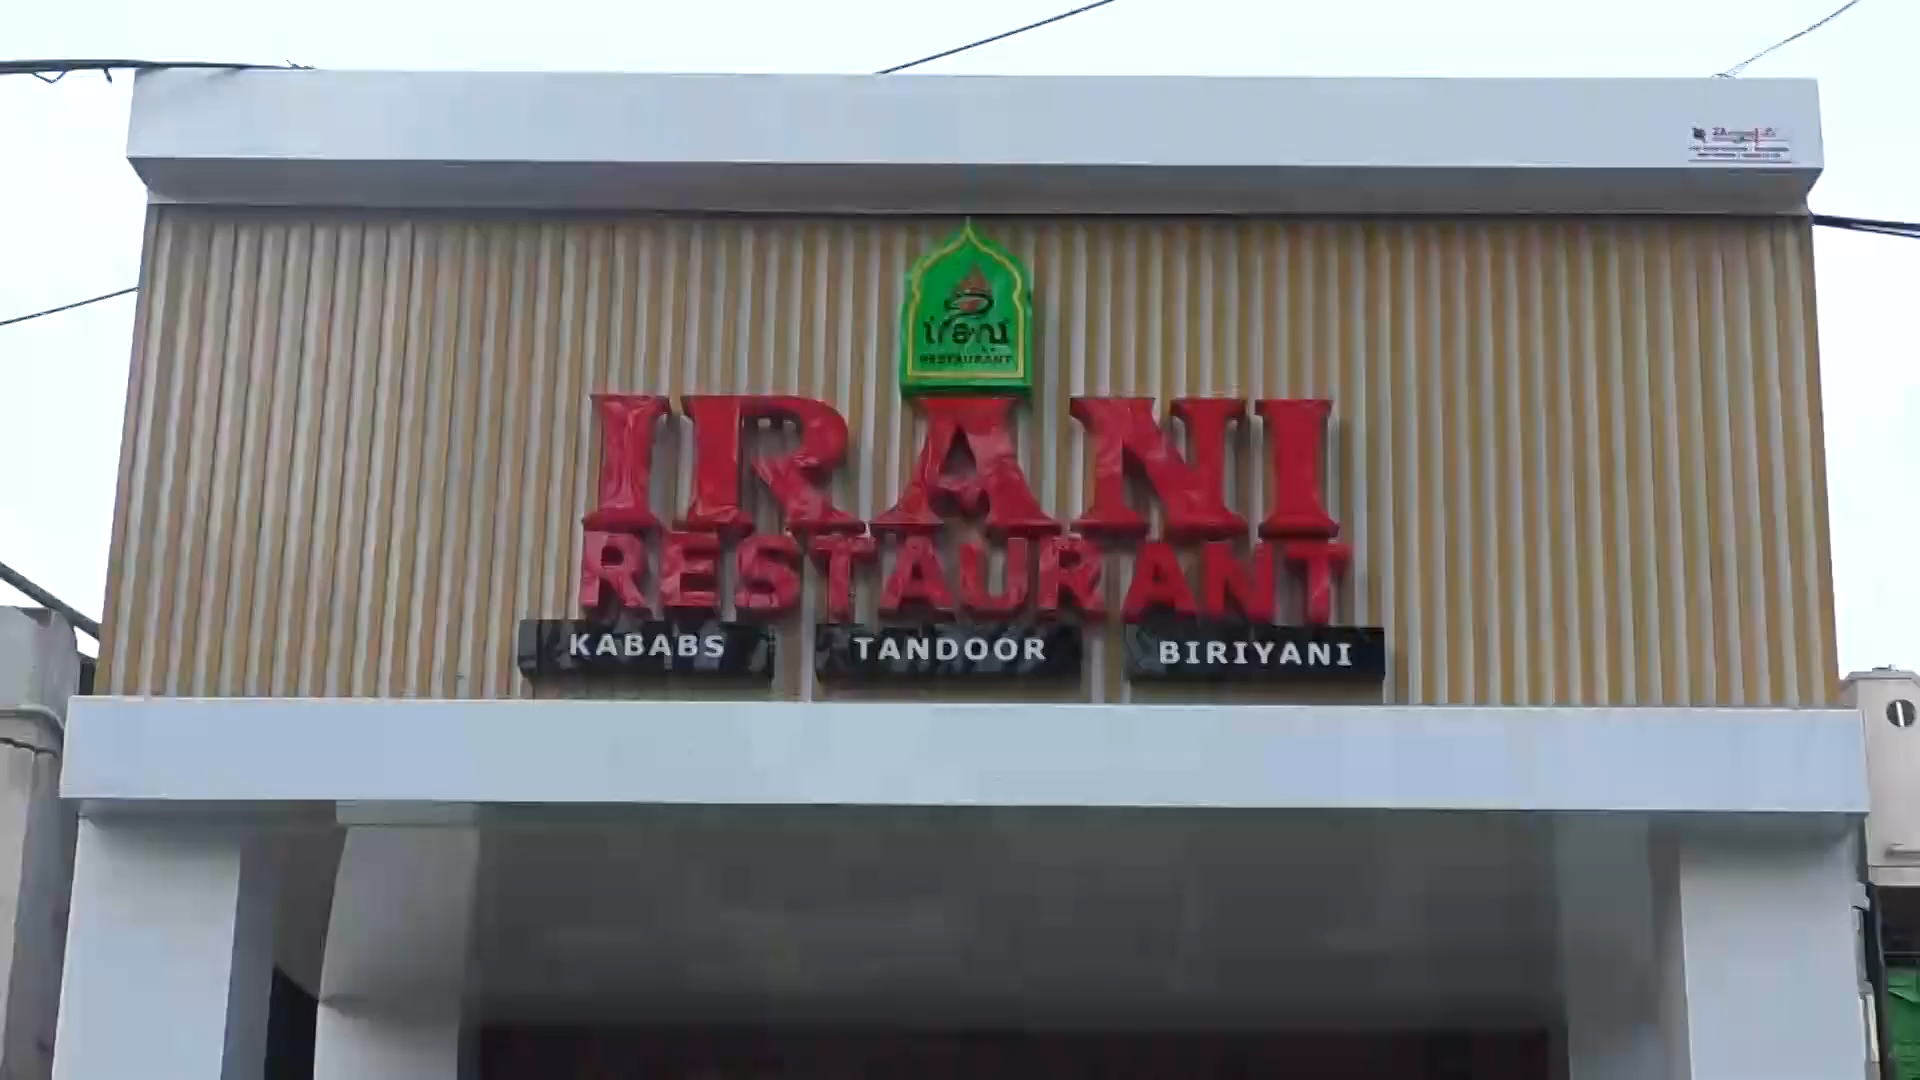 irani
RESTAURANT
IRANI
RESTAURANT
KABABS TANDOOR BIRIYANI